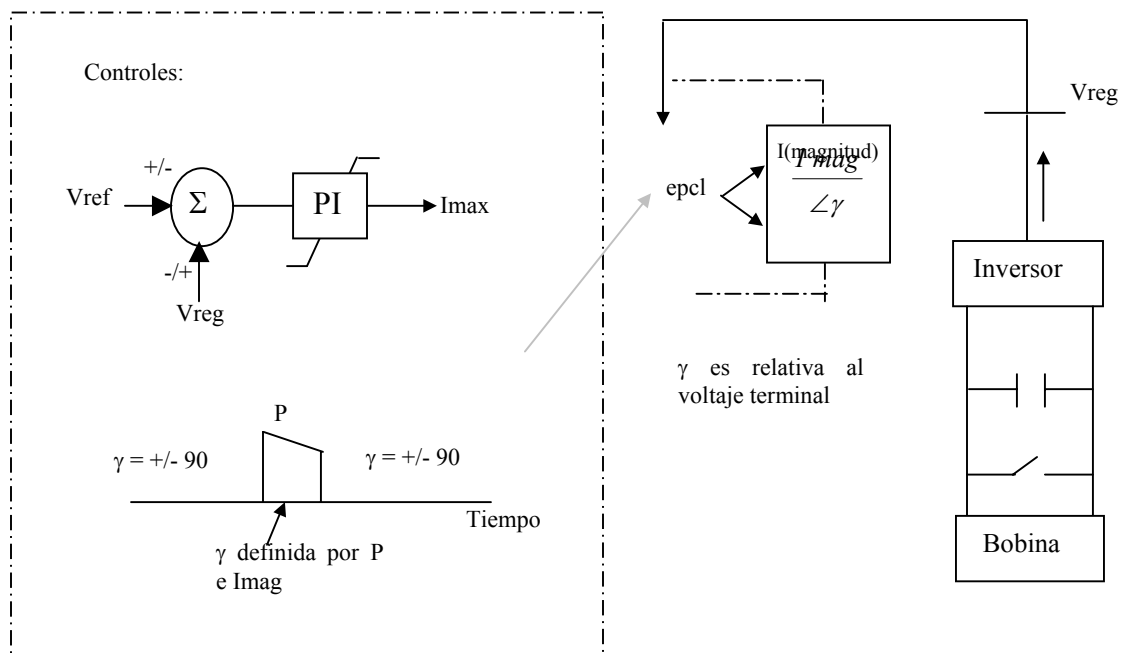 Controles:
+/-
Vref
Σ
PI
Imax
-/+
Vreg
P
γ = +/- 90
γ = +/- 90
Tiempo
γ definida por P
e Imag
Vreg
I(magnitud)
I mag
∠γ
epcl
γ es relativa al
voltaje terminal
Inversor
Bobina